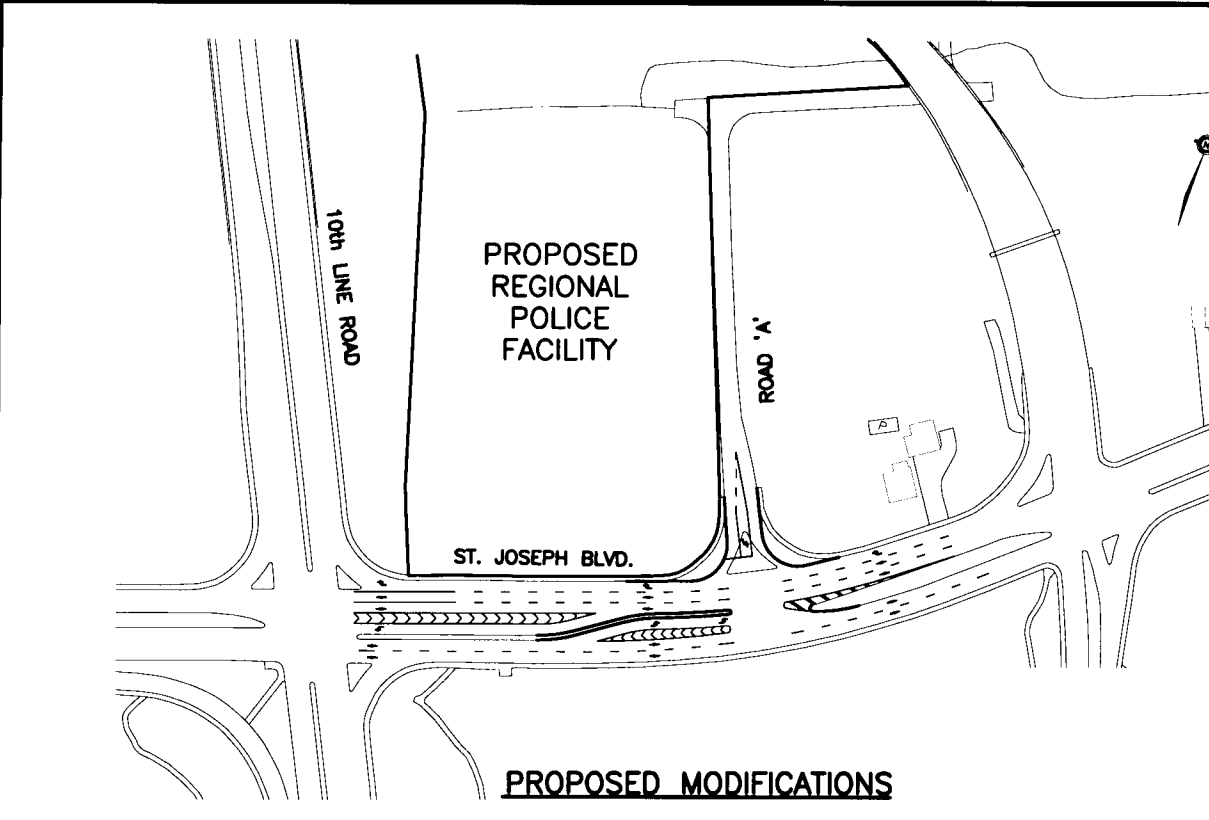 10th LINE ROAD
PROPOSED
REGIONAL
POLICE
FACILITY
ROAD 'A'
ST. JOSEPH BLVD.
PROPOSED MODIFICATIONS